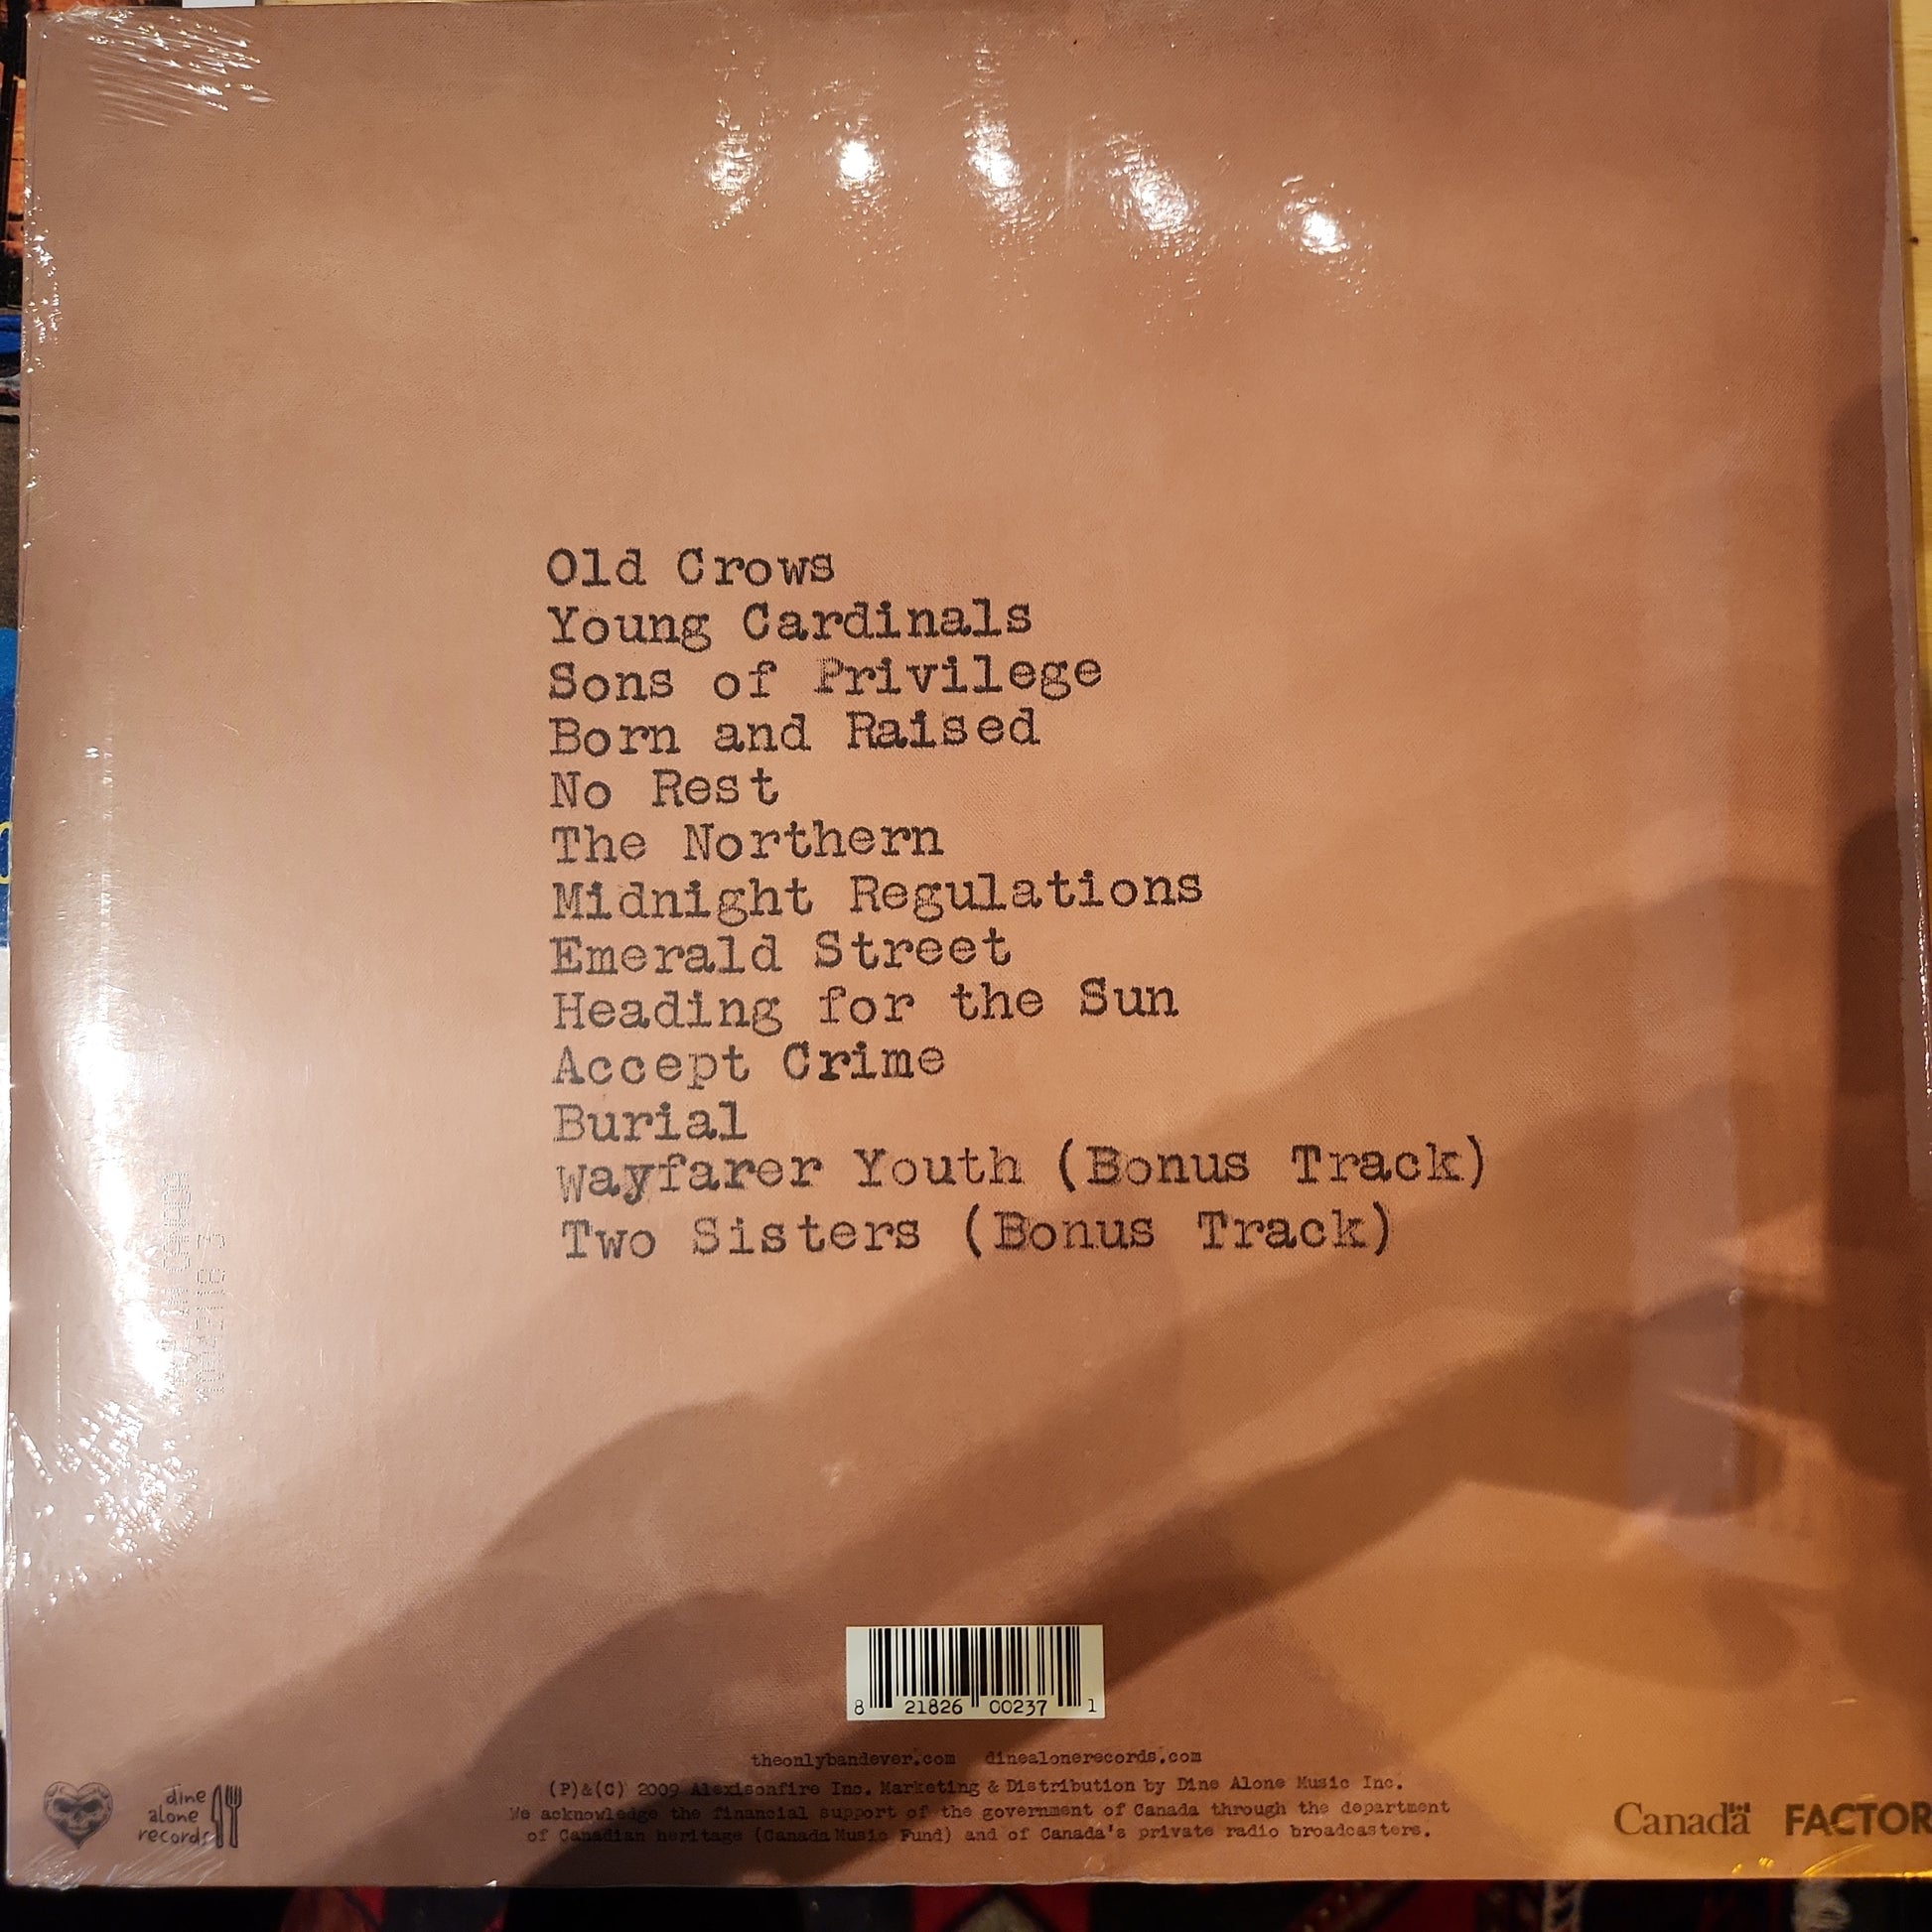 Old Crows
Young Cardinals
Sons of Privilege
Born and Raised
No Rest
The Northern
Midnight Regulations
Emerald Street
Heading for the Sun
Accept Crime
Burial
Wayfarer Youth (Bonus Track)
Two Sisters (Bonus Track)
8 21826 00237 1
theonlybandever.com dinealonerecords.com
(P)&(C) 2009 Alexisonfire Inc. Marketing & Distribution by Dine Alone Music Inc.
We acknowledge the financial support of the government of Canada through the department
of Canadian heritage (Canada Music Fund) and of Canada's private radio broadcasters.
dine
alone
records
Canada
FACTOR